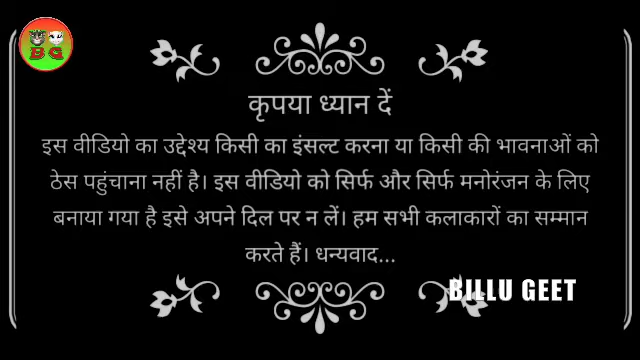 BG
कृपया ध्यान दें
इस वीडियो का उद्देश्य किसी का इंसल्ट करना या किसी की भावनाओं को
ठेस पहुंचाना नहीं है। इस वीडियो को सिर्फ और सिर्फ मनोरंजन के लिए
बनाया गया है इसे अपने दिल पर न लें। हम सभी कलाकारों का सम्मान
करते हैं। धन्यवाद...
BILLU GEET